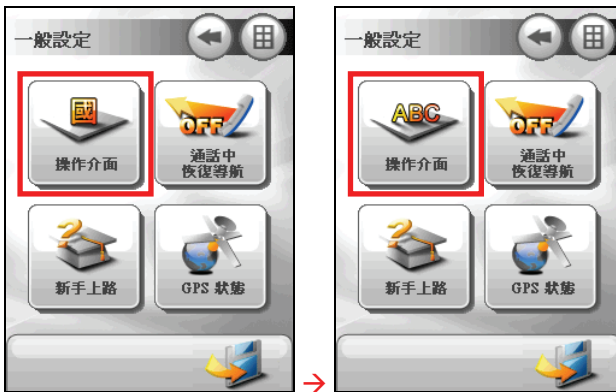 一般設定
國
操作介面
OFF
通話中
恢復導航
?
新手上路
GPS 狀態
→
一般設定
ABC
操作介面
OFF
通話中
恢復導航
?
新手上路
GPS 狀態